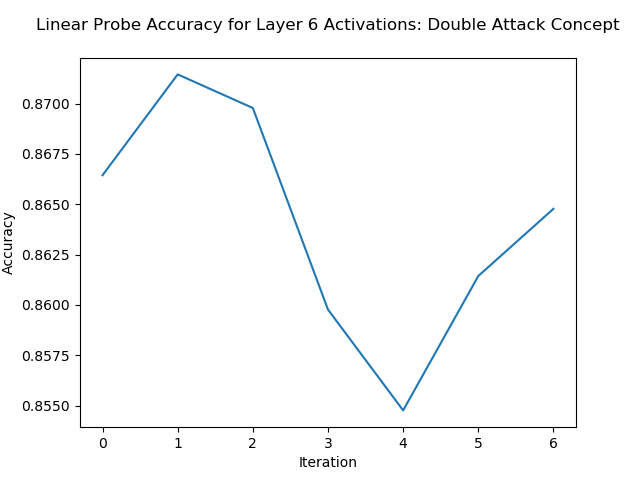 Linear Probe Accuracy for Layer 6 Activations: Double Attack Concept
0.8700
0.8675
0.8650
0.8625
0.8600
0.8575
0.8550
Accuracy
0 1 2 3 4 5 6
Iteration